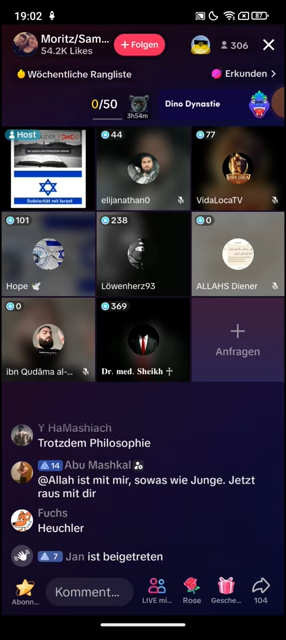 19:02
87
Moritz/Sam...
54.2K Likes
+ Folgen
306
Wöchentliche Rangliste
Erkunden >
0/50
3h54m
Dino Dynastie
Host
Solidarität mit Israel
44
elijanathan0
77
VidaLocaTV
101
Hope 🕊
238
Löwenherz93
0
ALLAHS Diener
0
ibn Qudâma al-...
369
Dr. med. Sheikh ✝
Anfragen
Y HaMashiach
Trotzdem Philosophie
14 Abu Mashkal
@Allah ist mit mir, sowas wie Junge. Jetzt
raus mit dir
Fuchs
Heuchler
7 Jan ist beigetreten
Komment...
Abonn...
LIVE mi...
Rose
Gesche...
104